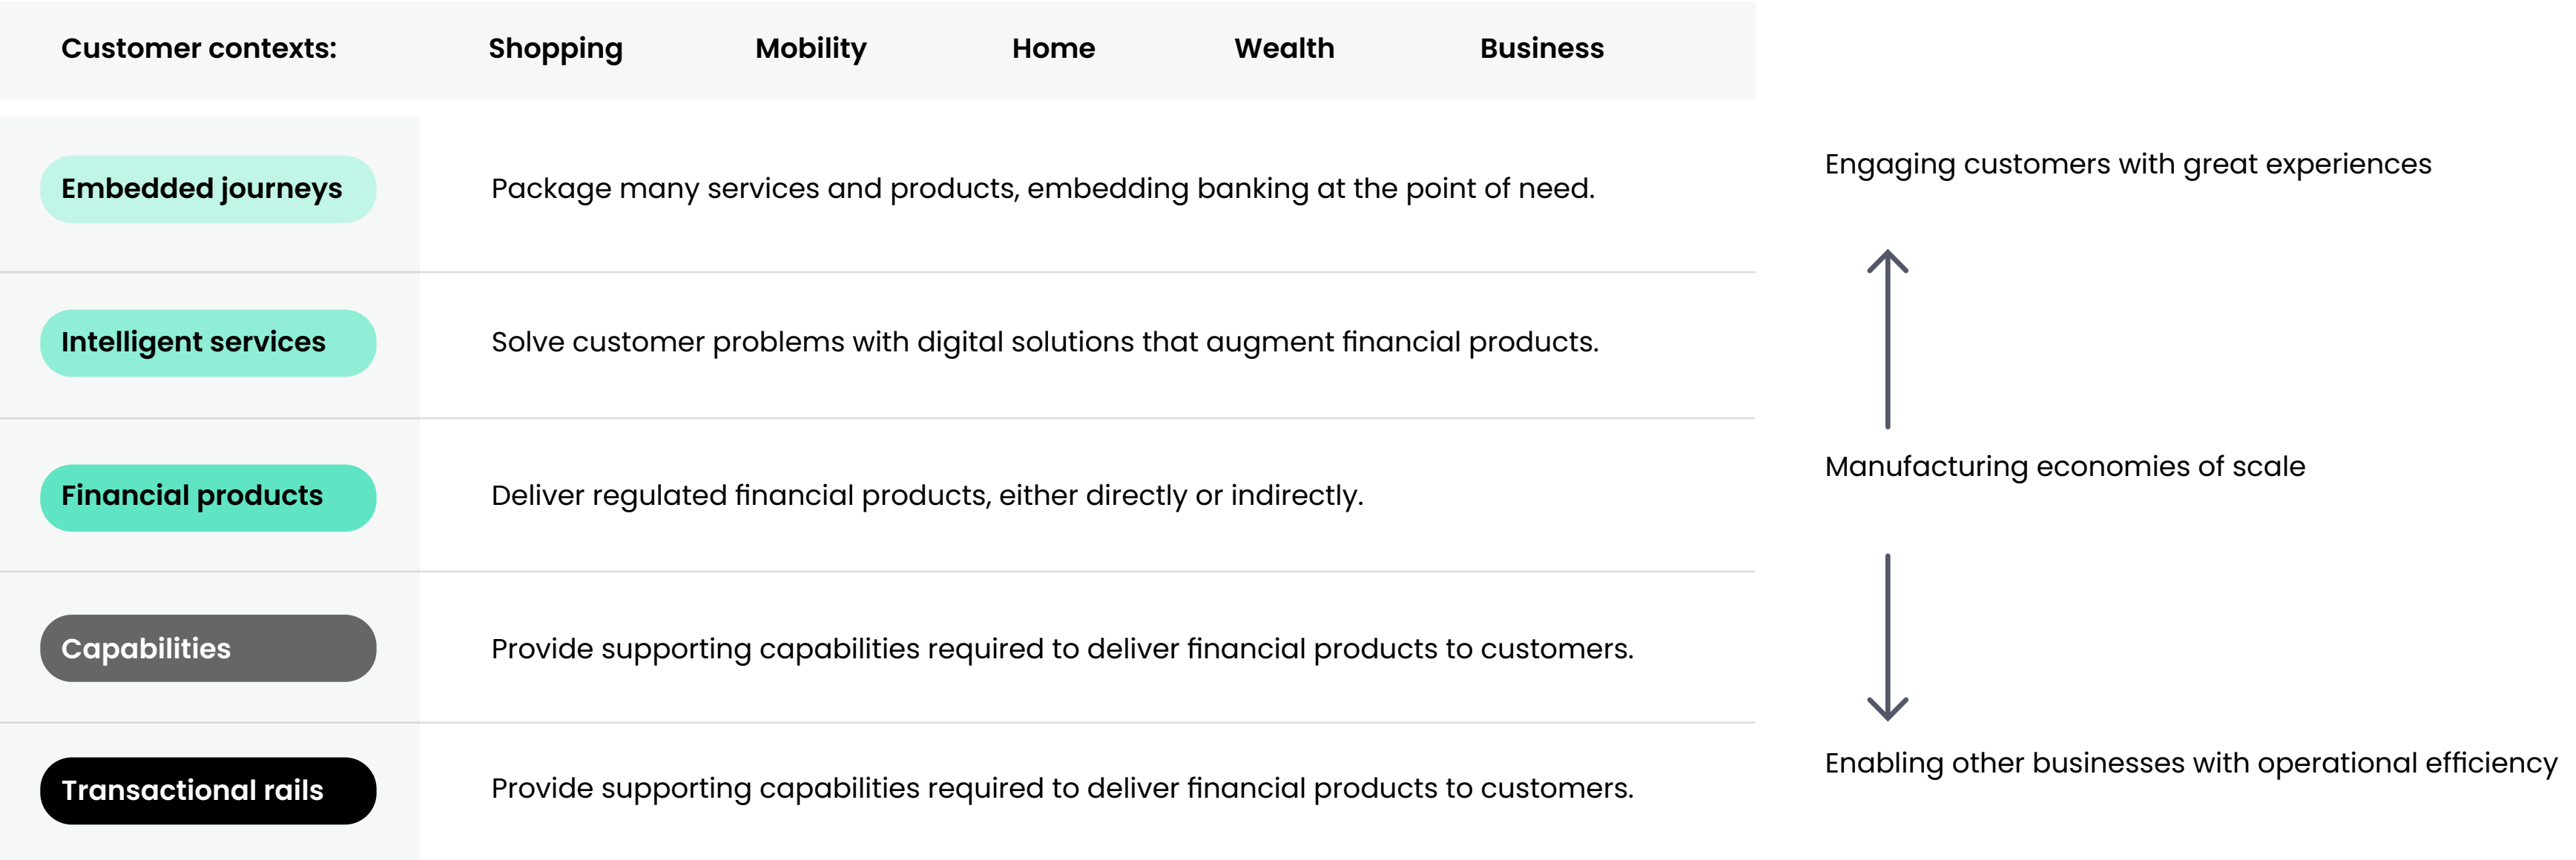 Customer contexts: Shopping Mobility Home Wealth Business
Embedded journeys
Package many services and products, embedding banking at the point of need.
Intelligent services
Solve customer problems with digital solutions that augment financial products.
Financial products
Deliver regulated financial products, either directly or indirectly.
Capabilities
Provide supporting capabilities required to deliver financial products to customers.
Transactional rails
Provide supporting capabilities required to deliver financial products to customers.
Engaging customers with great experiences
Manufacturing economies of scale
Enabling other businesses with operational efficiency